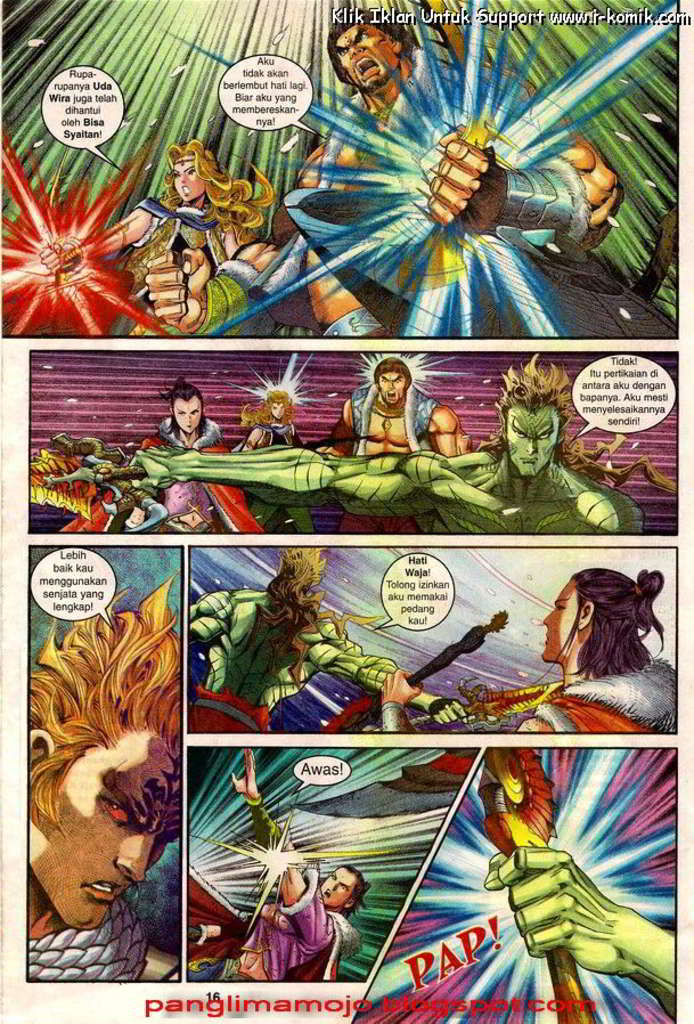 Klik Iklan Untuk Support www.r-komik.com
Rupa-
rupanya Uda
Wira juga telah
dihantui
oleh Bisa
Syaitan!
Aku
tidak akan
berlembut hati lagi.
Biar aku yang
membereskan-
nya!
Tidak!
Itu pertikaian di
antara aku dengan
bapanya. Aku mesti
menyelesaikannya
sendiri!
Lebih
baik kau
menggunakan
senjata yang
lengkap!
Hati
Waja!
Tolong izinkan
aku memakai
pedang
kau!
Awas!
PAP!
16
panglimamojo.blogspot.com